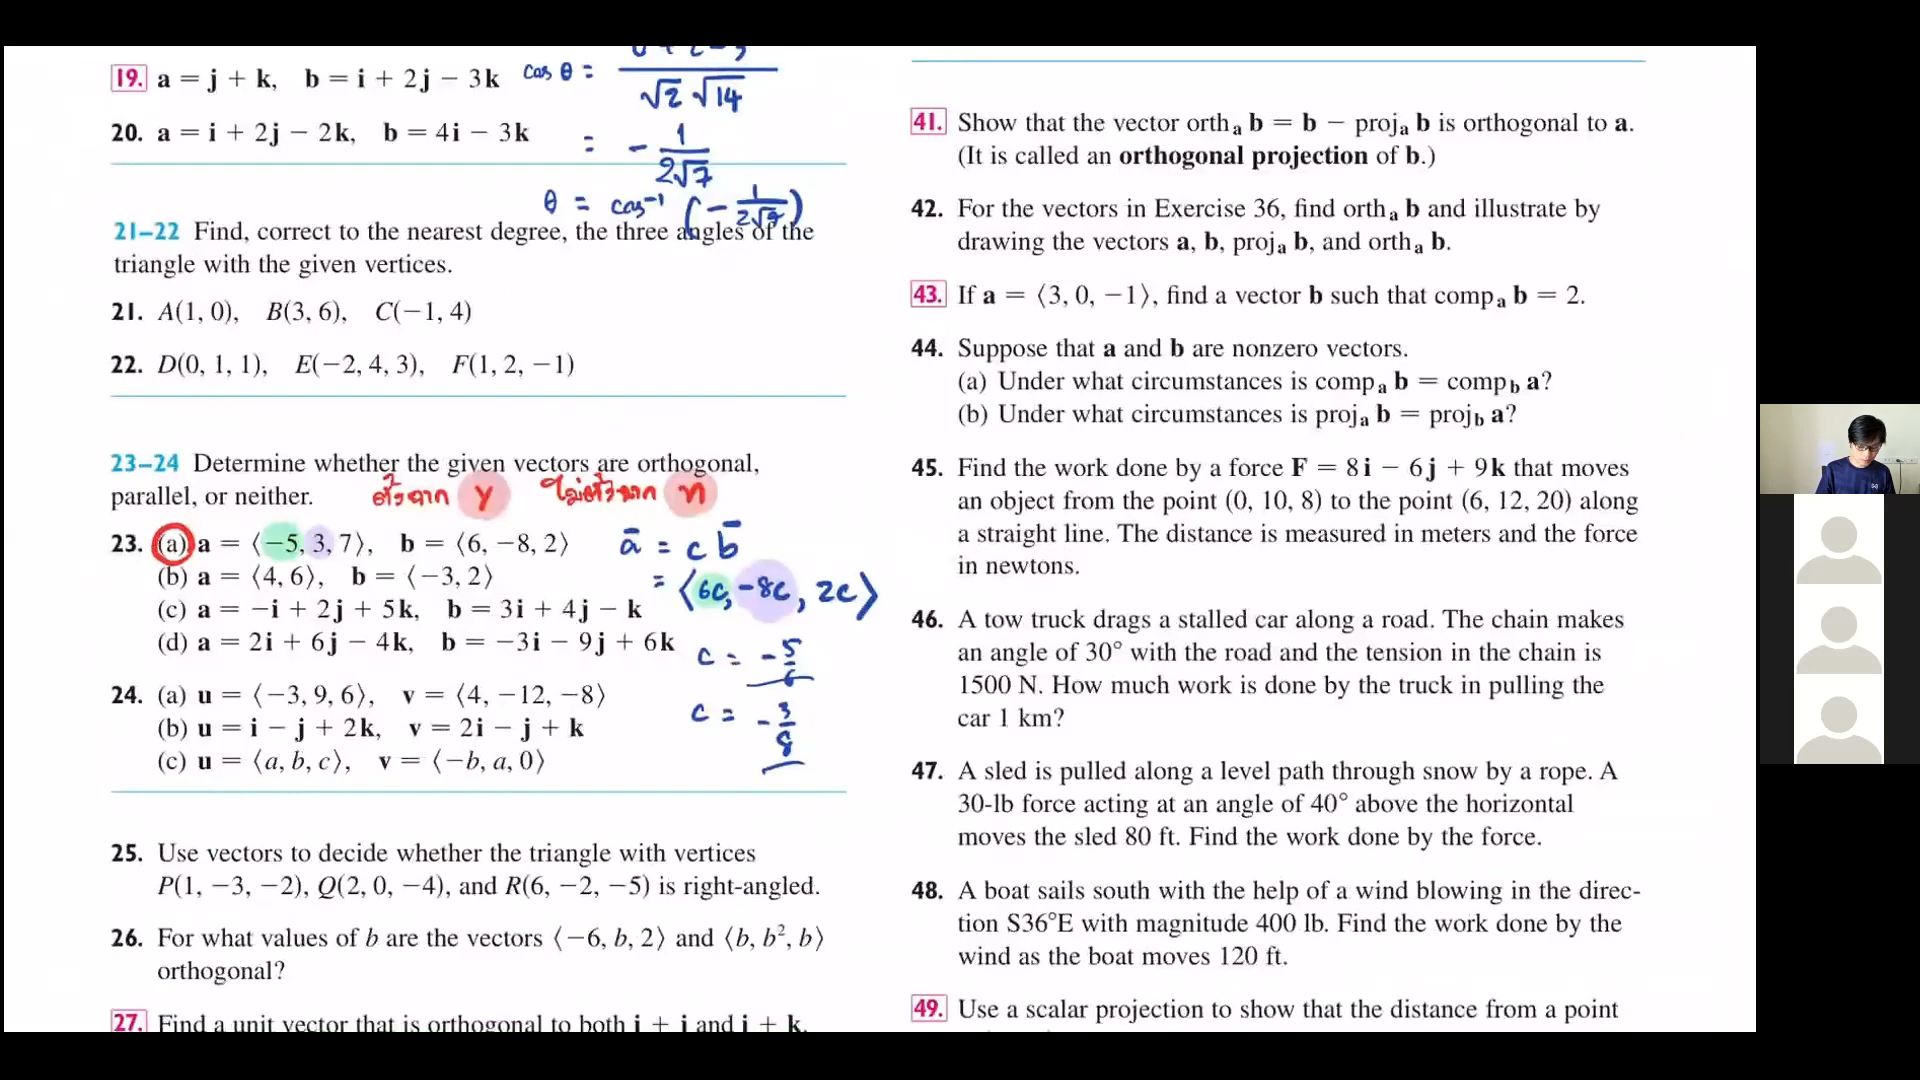 19. a = j + k, b = i + 2j − 3k
cos θ =
√2 √14
20. a = i + 2j − 2k, b = 4i − 3k
= − 1
2√7
θ = cos⁻¹ (− 1
2√7 )
21–22 Find, correct to the nearest degree, the three angles of the
triangle with the given vertices.
21. A(1, 0), B(3, 6), C(−1, 4)
22. D(0, 1, 1), E(−2, 4, 3), F(1, 2, −1)
23–24 Determine whether the given vectors are orthogonal,
parallel, or neither. ตั้งฉาก y ไม่ตั้งฉาก n
23. (a) a = ⟨−5, 3, 7⟩, b = ⟨6, −8, 2⟩
(b) a = ⟨4, 6⟩, b = ⟨−3, 2⟩
(c) a = −i + 2j + 5k, b = 3i + 4j − k
(d) a = 2i + 6j − 4k, b = −3i − 9j + 6k
ā = c b̄
= ⟨6c, −8c, 2c⟩
c = −5
6
c = −3
8
24. (a) u = ⟨−3, 9, 6⟩, v = ⟨4, −12, −8⟩
(b) u = i − j + 2k, v = 2i − j + k
(c) u = ⟨a, b, c⟩, v = ⟨−b, a, 0⟩
25. Use vectors to decide whether the triangle with vertices
P(1, −3, −2), Q(2, 0, −4), and R(6, −2, −5) is right-angled.
26. For what values of b are the vectors ⟨−6, b, 2⟩ and ⟨b, b², b⟩
orthogonal?
27. Find a unit vector that is orthogonal to both i + j and i + k.
41. Show that the vector orthₐ b = b − projₐ b is orthogonal to a.
(It is called an orthogonal projection of b.)
42. For the vectors in Exercise 36, find orthₐ b and illustrate by
drawing the vectors a, b, projₐ b, and orthₐ b.
43. If a = ⟨3, 0, −1⟩, find a vector b such that compₐ b = 2.
44. Suppose that a and b are nonzero vectors.
(a) Under what circumstances is compₐ b = comp_b a?
(b) Under what circumstances is projₐ b = proj_b a?
45. Find the work done by a force F = 8i − 6j + 9k that moves
an object from the point (0, 10, 8) to the point (6, 12, 20) along
a straight line. The distance is measured in meters and the force
in newtons.
46. A tow truck drags a stalled car along a road. The chain makes
an angle of 30° with the road and the tension in the chain is
1500 N. How much work is done by the truck in pulling the
car 1 km?
47. A sled is pulled along a level path through snow by a rope. A
30-lb force acting at an angle of 40° above the horizontal
moves the sled 80 ft. Find the work done by the force.
48. A boat sails south with the help of a wind blowing in the direc-
tion S36°E with magnitude 400 lb. Find the work done by the
wind as the boat moves 120 ft.
49. Use a scalar projection to show that the distance from a point